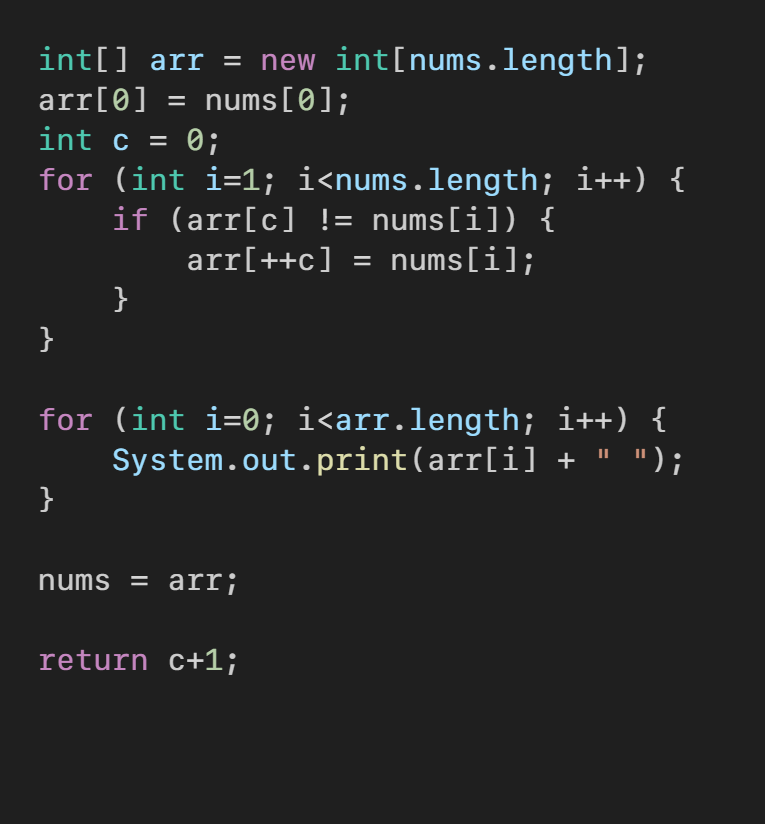 int[] arr = new int[nums.length];
arr[0] = nums[0];
int c = 0;
for (int i=1; i<nums.length; i++) {
    if (arr[c] != nums[i]) {
        arr[++c] = nums[i];
    }
}

for (int i=0; i<arr.length; i++) {
    System.out.print(arr[i] + " ");
}

nums = arr;

return c+1;